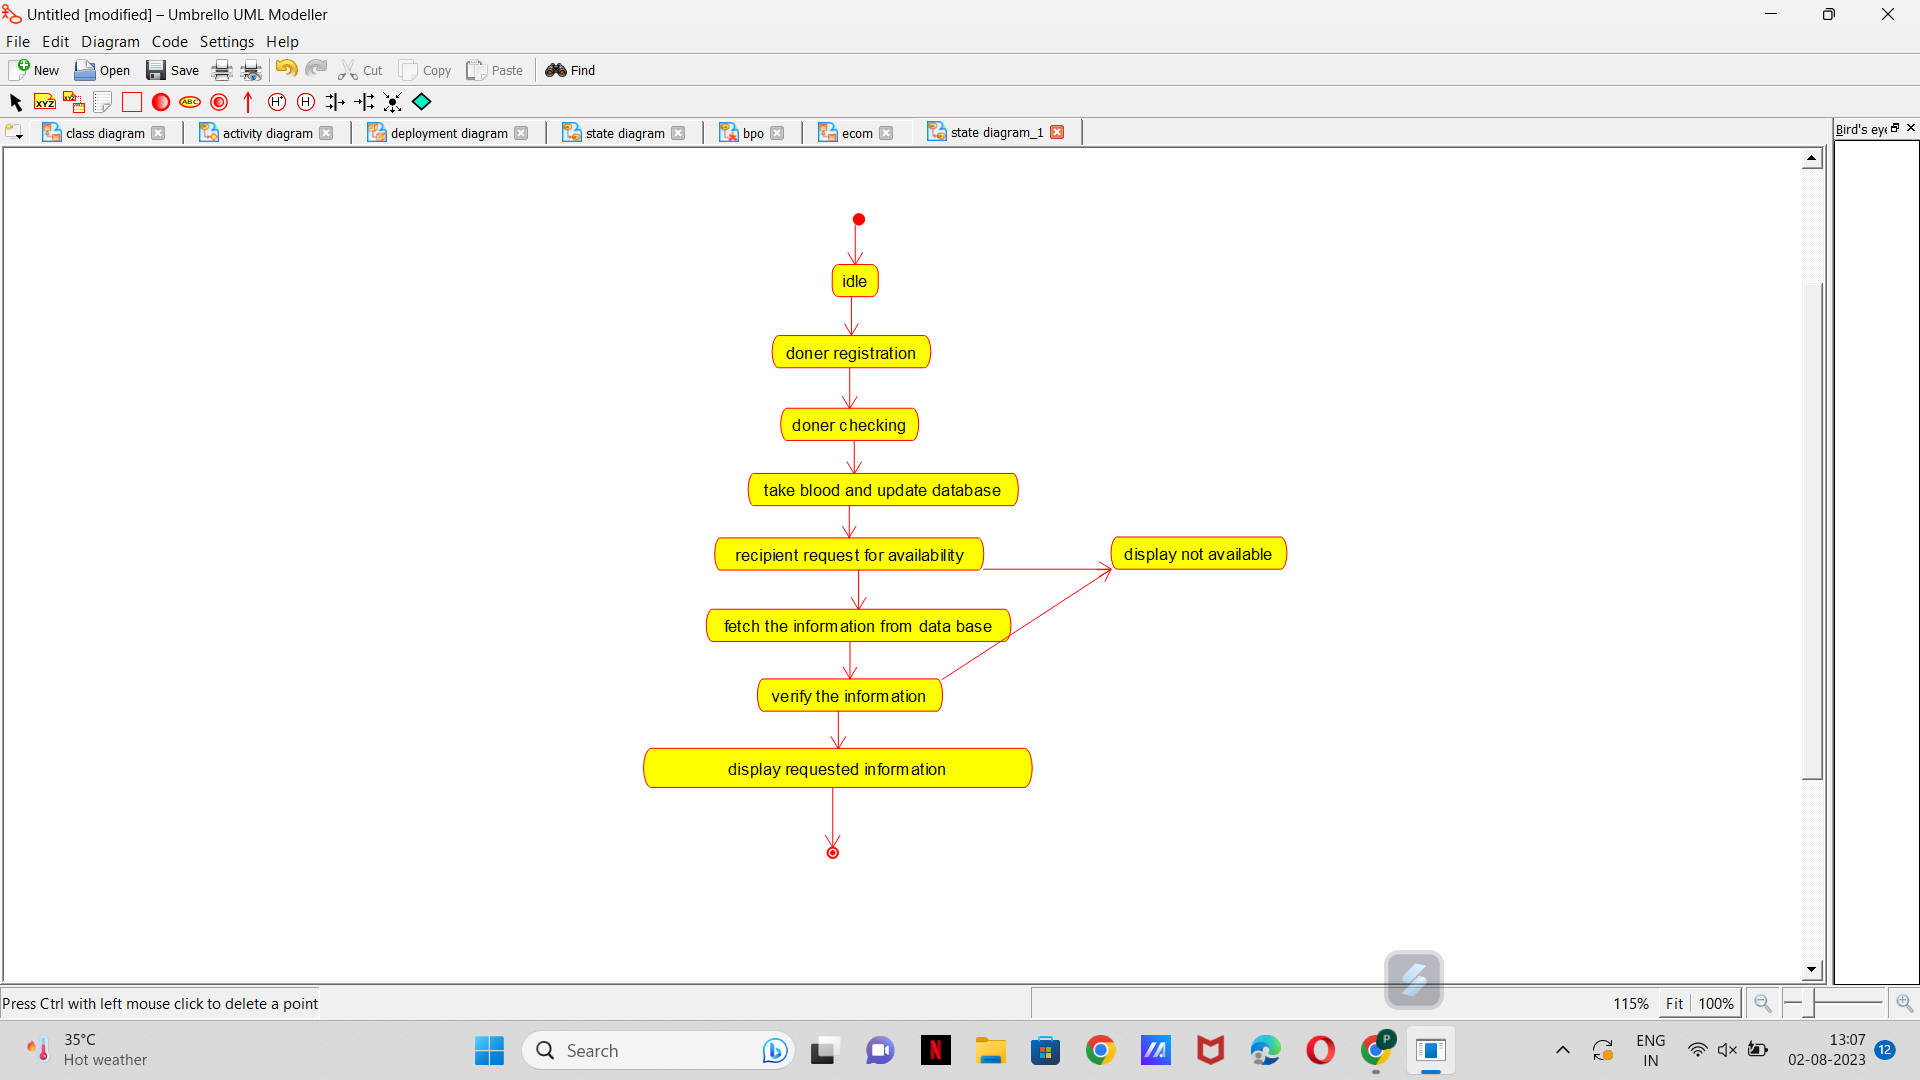 Untitled [modified] – Umbrello UML Modeller
File Edit Diagram Code Settings Help
New Open Save Cut Copy Paste Find
XYZ XYZ ABC H* H
class diagram activity diagram deployment diagram state diagram bpo ecom state diagram_1
Bird's eye
idle
doner registration
doner checking
take blood and update database
recipient request for availability
display not available
fetch the information from data base
verify the information
display requested information
Press Ctrl with left mouse click to delete a point
115% Fit 100%
35°C
Hot weather
Search
N
P
ENG
IN
13:07
02-08-2023
12